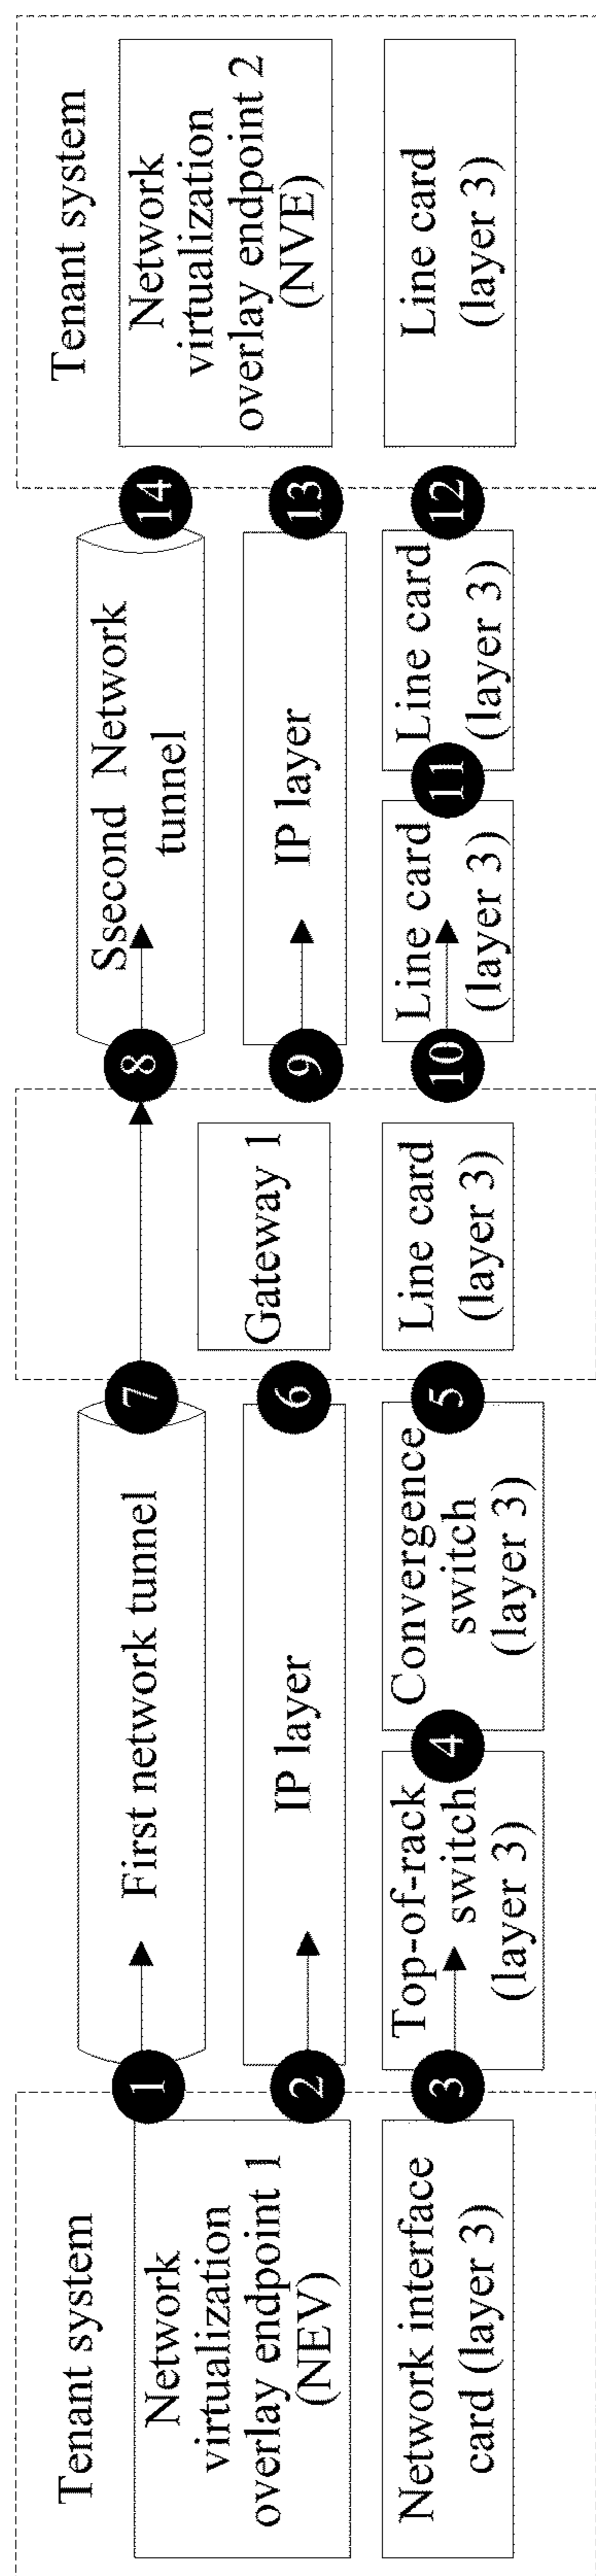 Tenant system
Network
virtualization
overlay endpoint 1
(NEV)
Network interface
card (layer 3)
1
2
3
First network tunnel
IP layer
Top-of-rack
switch
(layer 3)
4
Convergence
switch
(layer 3)
7
6
5
Gateway 1
Line card
(layer 3)
8
9
10
Ssecond Network
tunnel
IP layer
Line card
(layer 3)
11
Line card
(layer 3)
14
13
12
Tenant system
Network
virtualization
overlay endpoint 2
(NVE)
Line card
(layer 3)